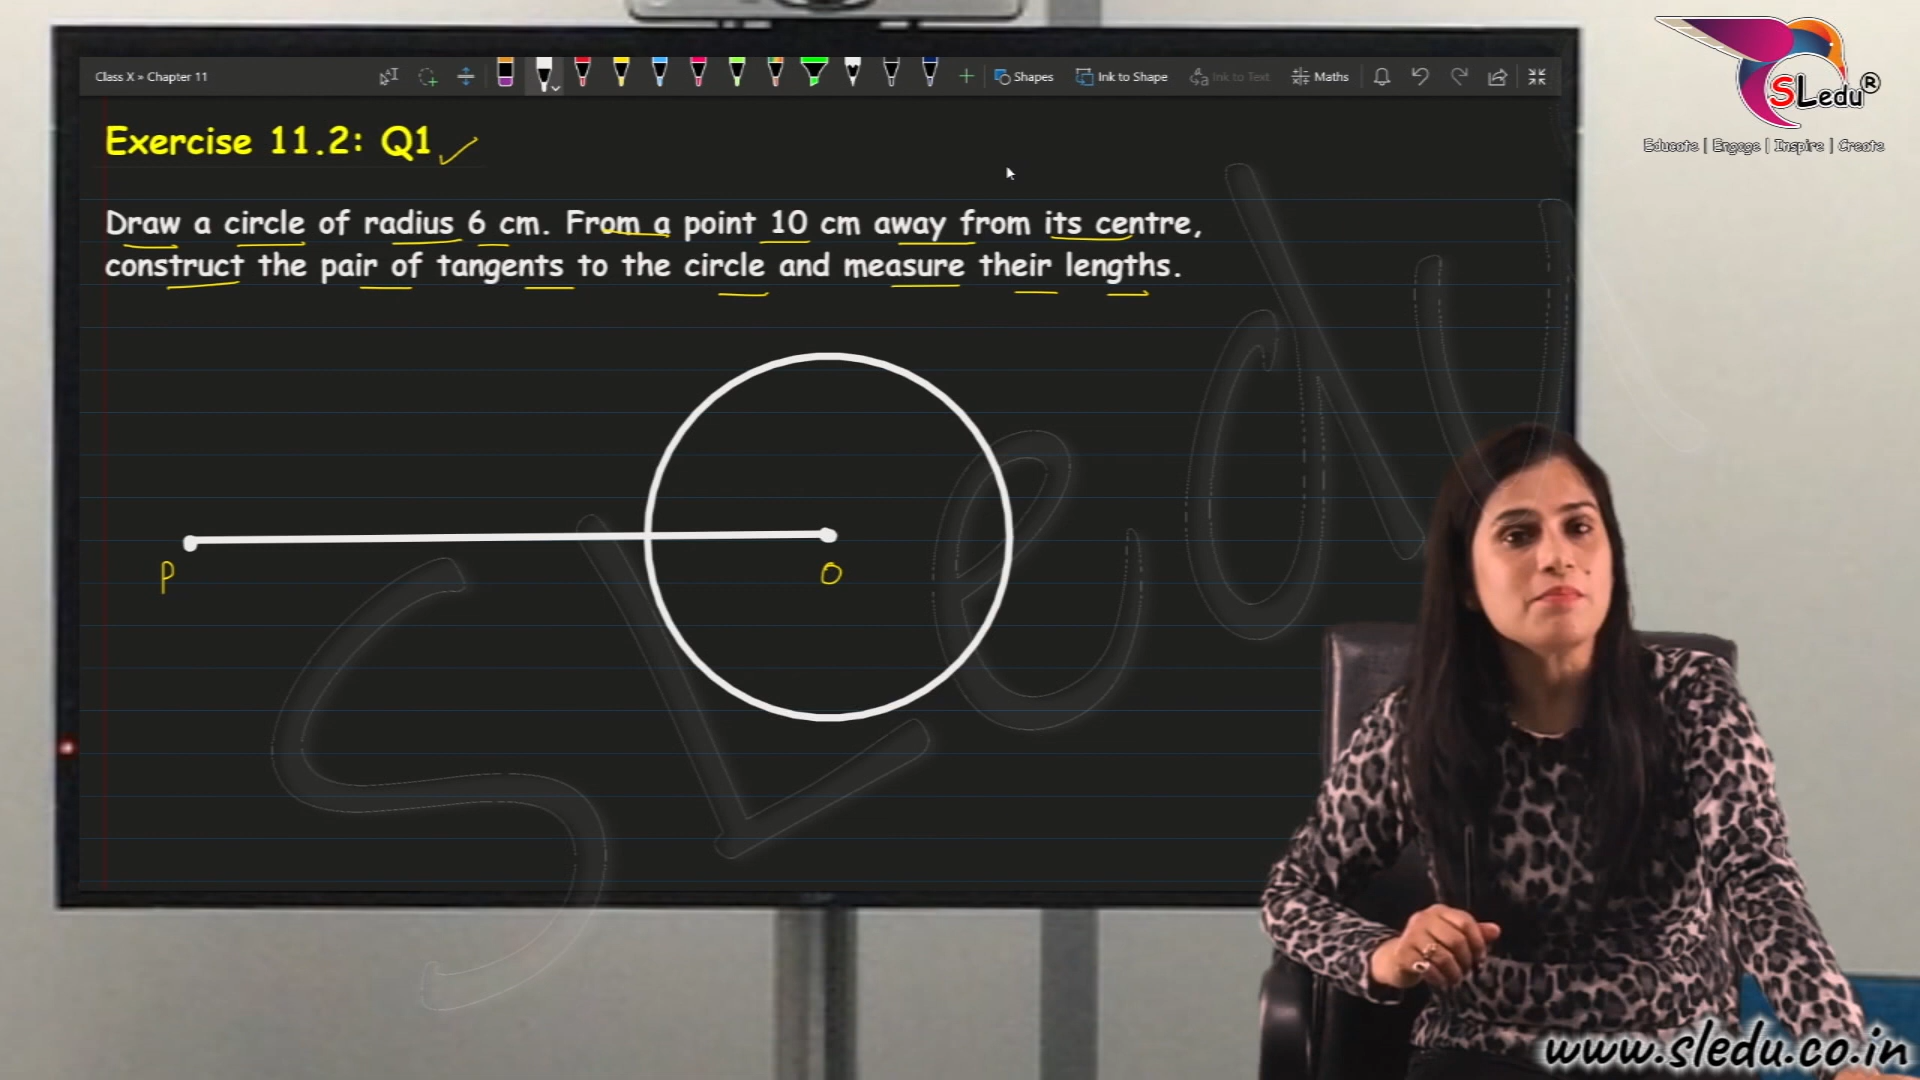 Class X » Chapter 11
Shapes
Ink to Shape
Ink to Text
Maths
SLedu®
Educate | Engage | Inspire | Create
Exercise 11.2: Q1
Draw a circle of radius 6 cm. From a point 10 cm away from its centre,
construct the pair of tangents to the circle and measure their lengths.
P
O
SLedu
www.sledu.co.in